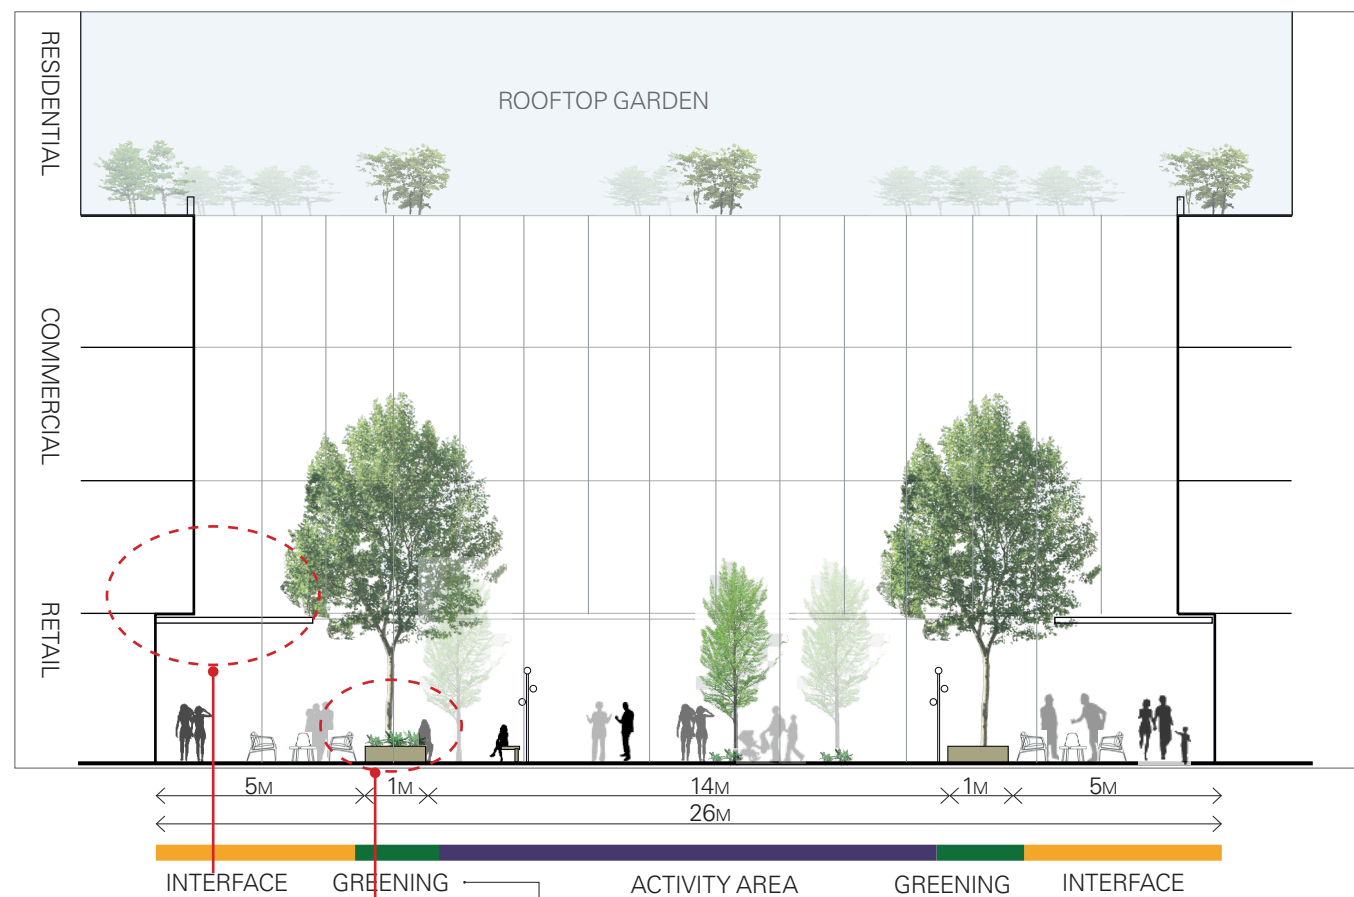 RESIDENTIAL
ROOFTOP GARDEN
COMMERCIAL
RETAIL
5M 1M 14M 1M 5M
26M
INTERFACE GREENING ACTIVITY AREA GREENING INTERFACE